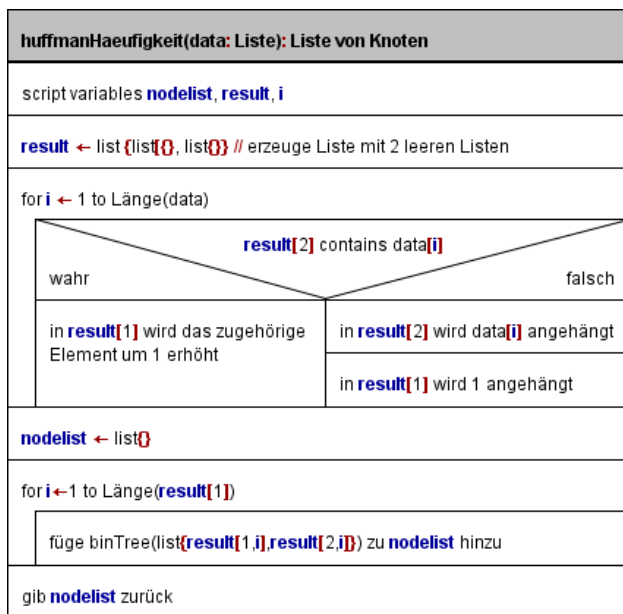 huffmanHaeufigkeit(data: Liste): Liste von Knoten
script variables nodelist, result, i
result ← list {list[{}, list{}} // erzeuge Liste mit 2 leeren Listen
for i ← 1 to Länge(data)
result[2] contains data[i]
wahr
falsch
in result[1] wird das zugehörige
Element um 1 erhöht
in result[2] wird data[i] angehängt
in result[1] wird 1 angehängt
nodelist ← list{}
for i←1 to Länge(result[1])
füge binTree(list{result[1,i],result[2,i]}) zu nodelist hinzu
gib nodelist zurück